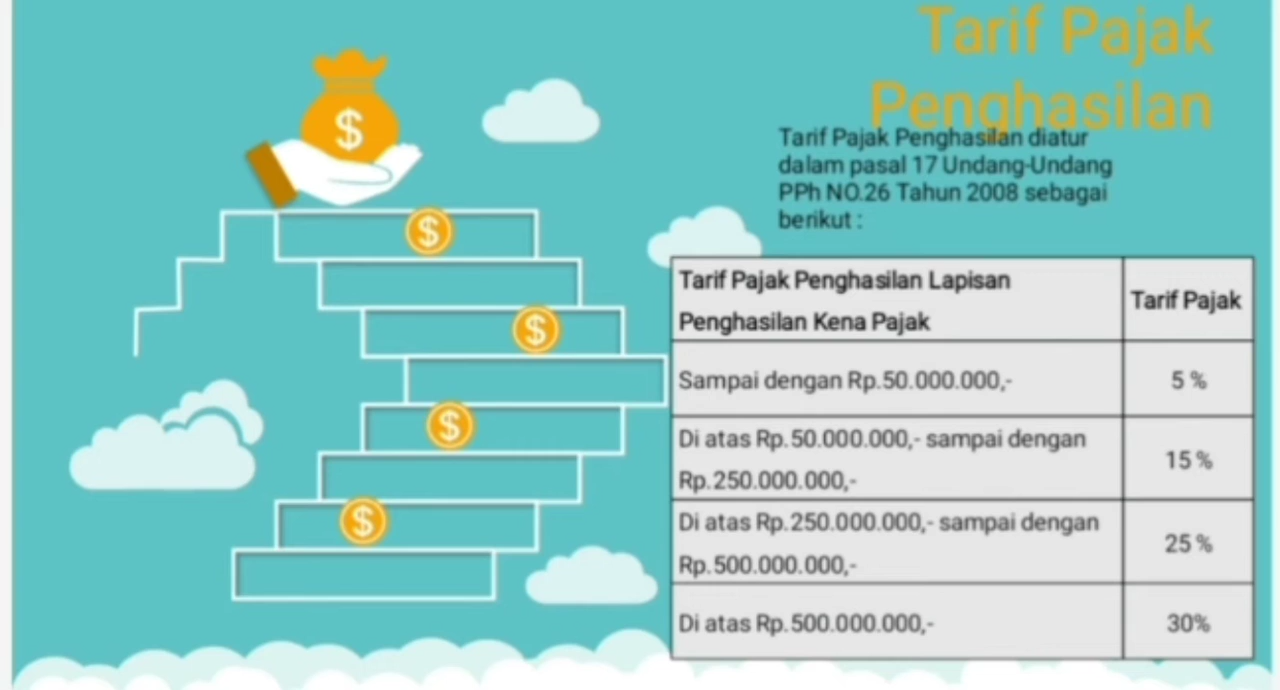 Tarif Pajak
Penghasilan
Tarif Pajak Penghasilan diatur
dalam pasal 17 Undang-Undang
PPh NO.26 Tahun 2008 sebagai
berikut :
Tarif Pajak Penghasilan Lapisan
Penghasilan Kena Pajak
Tarif Pajak
Sampai dengan Rp.50.000.000,-
5 %
Di atas Rp.50.000.000,- sampai dengan
Rp.250.000.000,-
15 %
Di atas Rp.250.000.000,- sampai dengan
Rp.500.000.000,-
25 %
Di atas Rp.500.000.000,-
30%
$
$
$
$
$